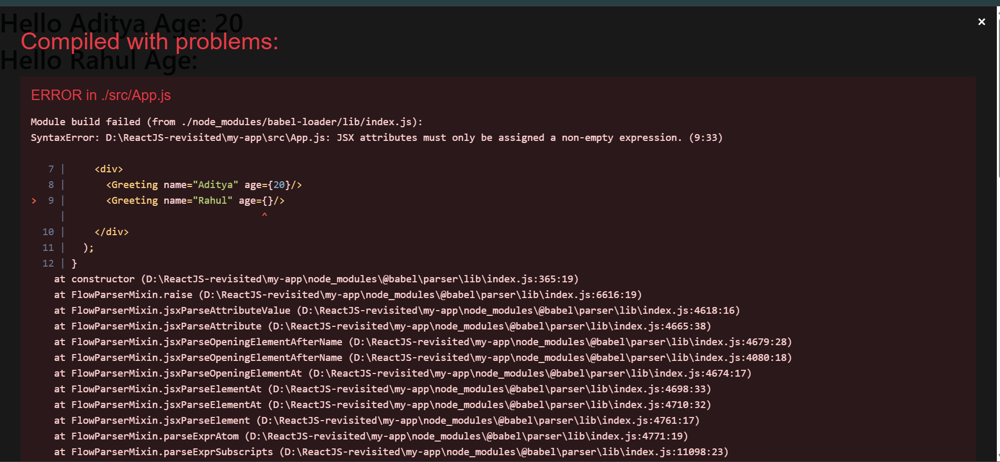 Hello Aditya Age: 20
×
Compiled with problems:
Hello Rahul Age:
ERROR in ./src/App.js
Module build failed (from ./node_modules/babel-loader/lib/index.js):
SyntaxError: D:\ReactJS-revisited\my-app\src\App.js: JSX attributes must only be assigned a non-empty expression. (9:33)
7 |     <div>
8 |       <Greeting name="Aditya" age={20}/>
> 9 |       <Greeting name="Rahul" age={}/>
|                                  ^
10 |     </div>
11 |   );
12 | }
at constructor (D:\ReactJS-revisited\my-app\node_modules\@babel\parser\lib\index.js:365:19)
at FlowParserMixin.raise (D:\ReactJS-revisited\my-app\node_modules\@babel\parser\lib\index.js:6616:19)
at FlowParserMixin.jsxParseAttributeValue (D:\ReactJS-revisited\my-app\node_modules\@babel\parser\lib\index.js:4618:16)
at FlowParserMixin.jsxParseAttribute (D:\ReactJS-revisited\my-app\node_modules\@babel\parser\lib\index.js:4665:38)
at FlowParserMixin.jsxParseOpeningElementAfterName (D:\ReactJS-revisited\my-app\node_modules\@babel\parser\lib\index.js:4679:28)
at FlowParserMixin.jsxParseOpeningElementAfterName (D:\ReactJS-revisited\my-app\node_modules\@babel\parser\lib\index.js:4080:18)
at FlowParserMixin.jsxParseOpeningElementAt (D:\ReactJS-revisited\my-app\node_modules\@babel\parser\lib\index.js:4674:17)
at FlowParserMixin.jsxParseElementAt (D:\ReactJS-revisited\my-app\node_modules\@babel\parser\lib\index.js:4698:33)
at FlowParserMixin.jsxParseElementAt (D:\ReactJS-revisited\my-app\node_modules\@babel\parser\lib\index.js:4710:32)
at FlowParserMixin.jsxParseElement (D:\ReactJS-revisited\my-app\node_modules\@babel\parser\lib\index.js:4761:17)
at FlowParserMixin.parseExprAtom (D:\ReactJS-revisited\my-app\node_modules\@babel\parser\lib\index.js:4771:19)
at FlowParserMixin.parseExprSubscripts (D:\ReactJS-revisited\my-app\node_modules\@babel\parser\lib\index.js:11098:23)